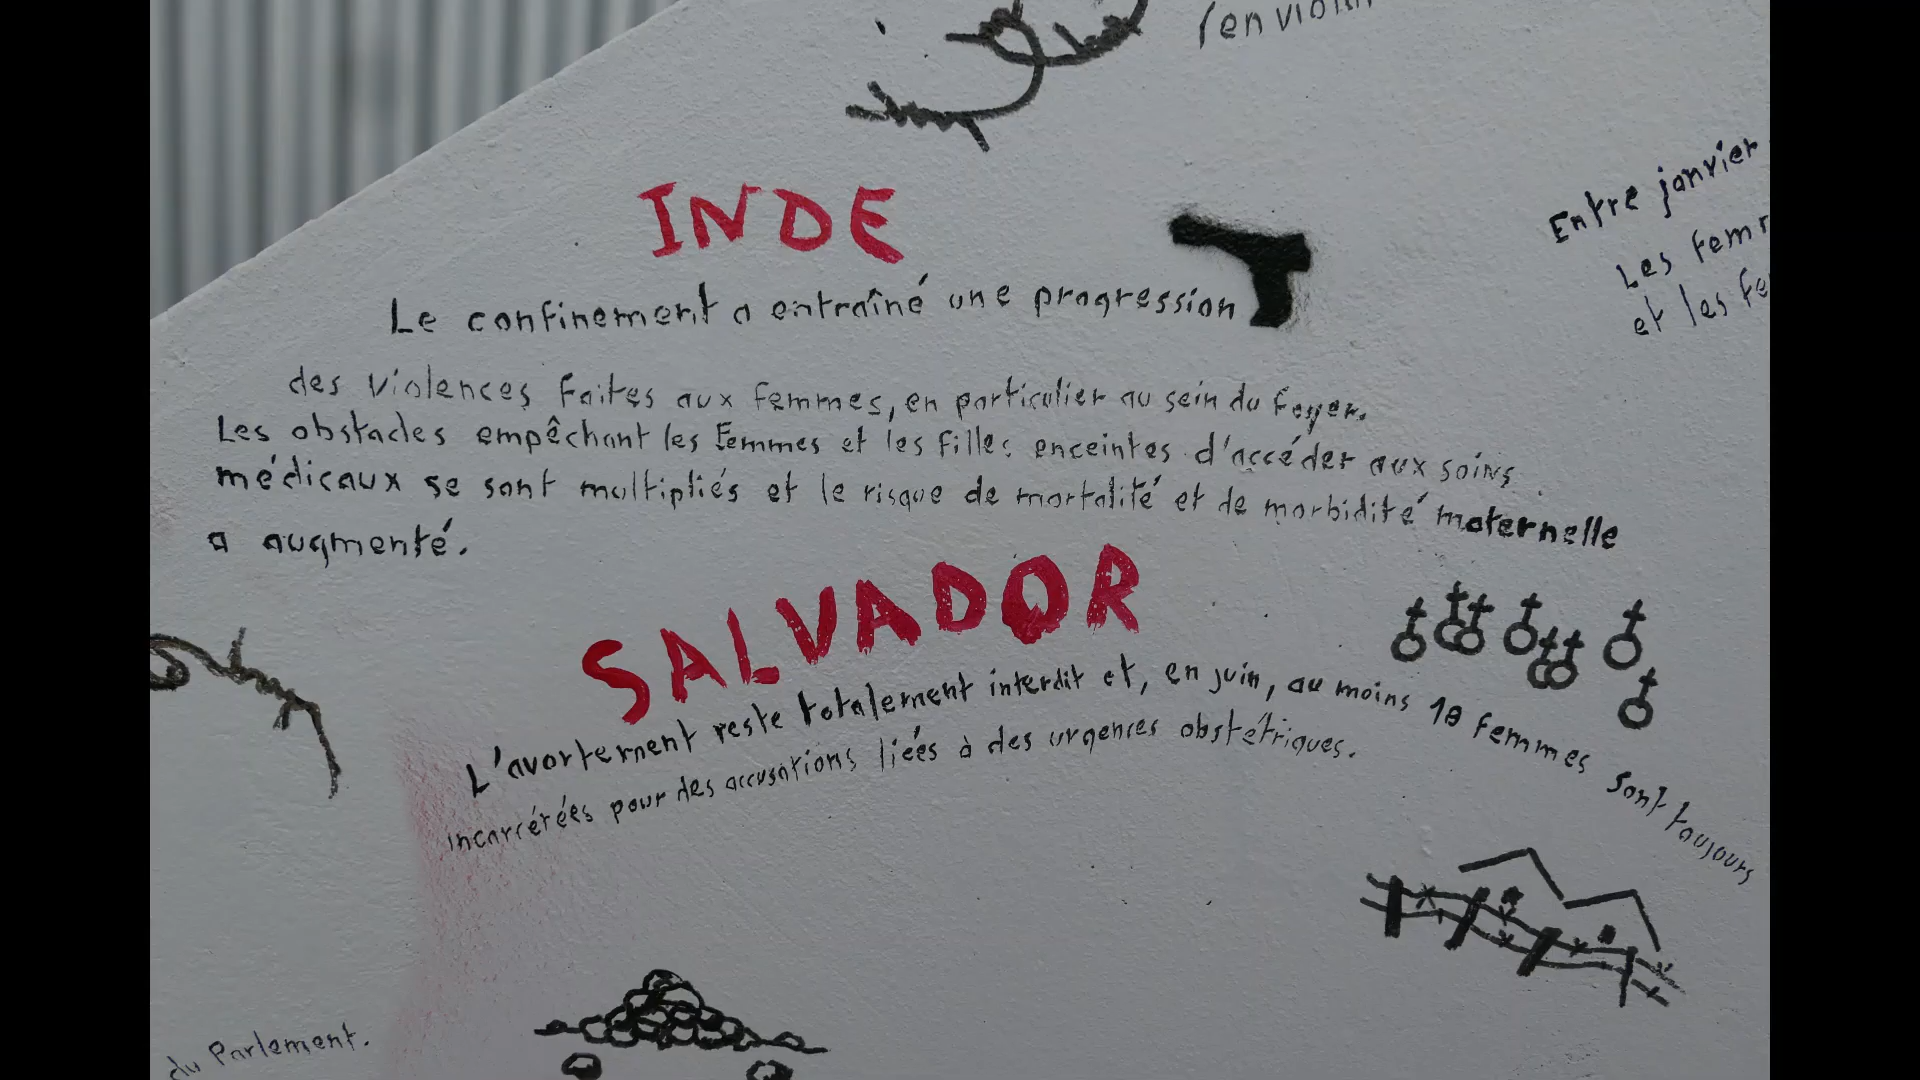 INDE
Entre janvier
Le confinement a entraîné une progression
Les
et les
des violences faites aux femmes, en particulier au sein du foyer.
Les obstacles empêchant les femmes et les filles enceintes d'accéder aux soins
médicaux se sont multipliés et le risque de mortalité et de morbidité maternelle
a augmenté.
SALVADOR
L'avortement reste totalement interdit et, en juin, au moins 18 femmes sont toujours
incarcérées pour des accusations liées à des urgences obstétriques.
du Parlement.